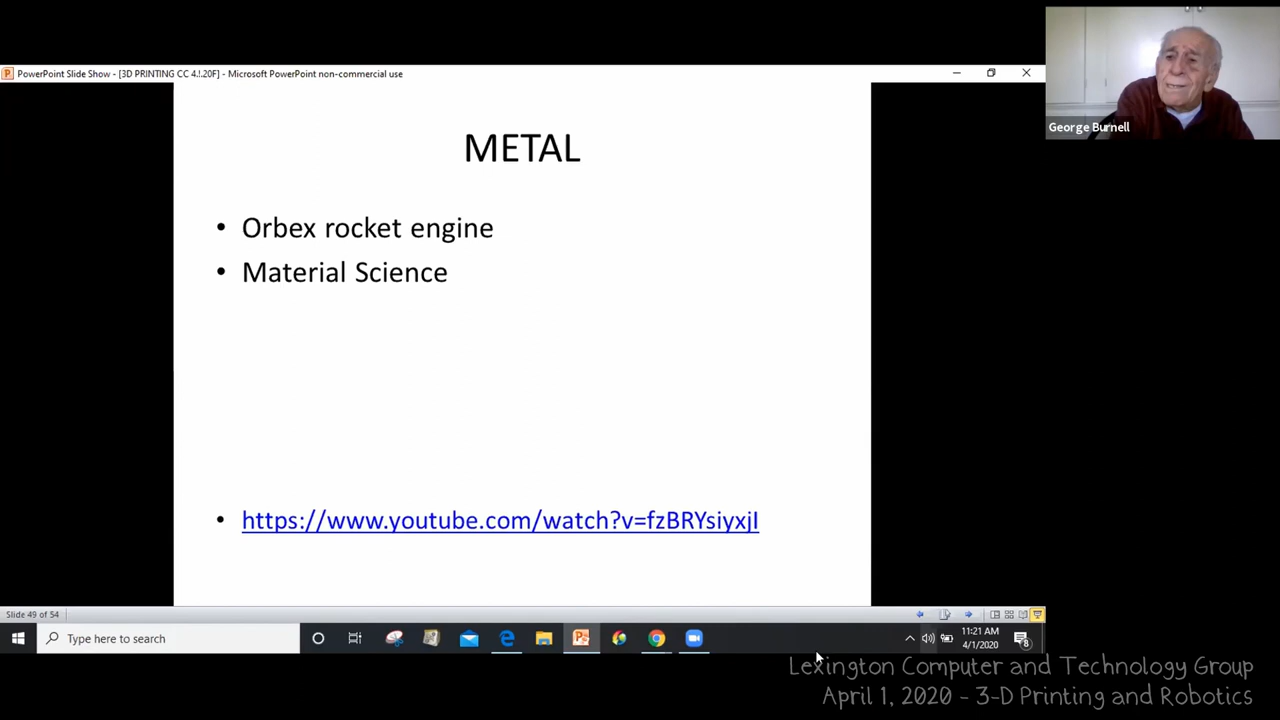 PowerPoint Slide Show - [3D PRINTING CC 4.!.20F] - Microsoft PowerPoint non-commercial use
George Burnell
METAL
• Orbex rocket engine
• Material Science
• https://www.youtube.com/watch?v=fzBRYsiyxjI
Slide 49 of 54
Type here to search
11:21 AM
4/1/2020
8
Lexington Computer and Technology Group
April 1, 2020 - 3-D Printing and Robotics